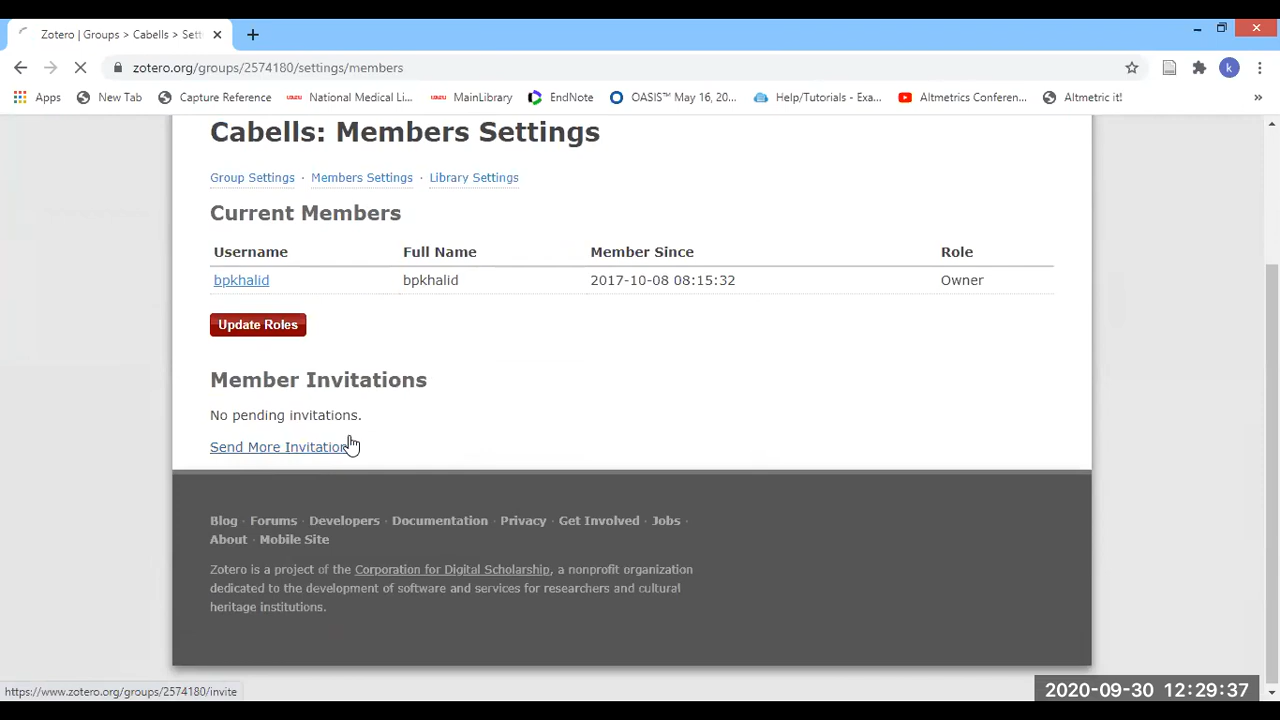 Zotero | Groups > Cabells > Sett
zotero.org/groups/2574180/settings/members
k
Apps New Tab Capture Reference National Medical Li... MainLibrary EndNote OASIS™ May 16, 20... Help/Tutorials - Exa... Altmetrics Conferen... Altmetric it! »
Cabells: Members Settings
Group Settings · Members Settings · Library Settings
Current Members
Username Full Name Member Since Role
bpkhalid bpkhalid 2017-10-08 08:15:32 Owner
Update Roles
Member Invitations
No pending invitations.
Send More Invitation
Blog · Forums · Developers · Documentation · Privacy · Get Involved · Jobs ·
About · Mobile Site
Zotero is a project of the Corporation for Digital Scholarship, a nonprofit organization
dedicated to the development of software and services for researchers and cultural
heritage institutions.
https://www.zotero.org/groups/2574180/invite
2020-09-30 12:29:37